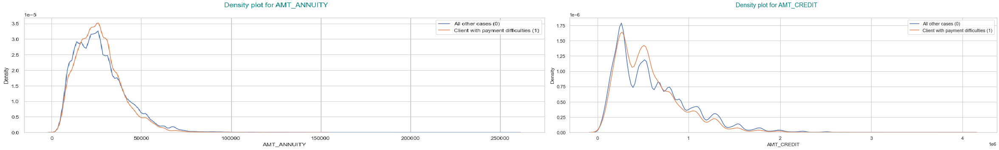 Density plot for AMT_ANNUITY
1e−5
3.5
3.0
2.5
2.0
1.5
1.0
0.5
0.0
Density
0
50000
100000
150000
200000
250000
AMT_ANNUITY
All other cases (0)
Client with payment difficulties (1)
Density plot for AMT_CREDIT
1e−6
1.75
1.50
1.25
1.00
0.75
0.50
0.25
0.00
Density
0
1
2
3
4
1e6
AMT_CREDIT
All other cases (0)
Client with payment difficulties (1)